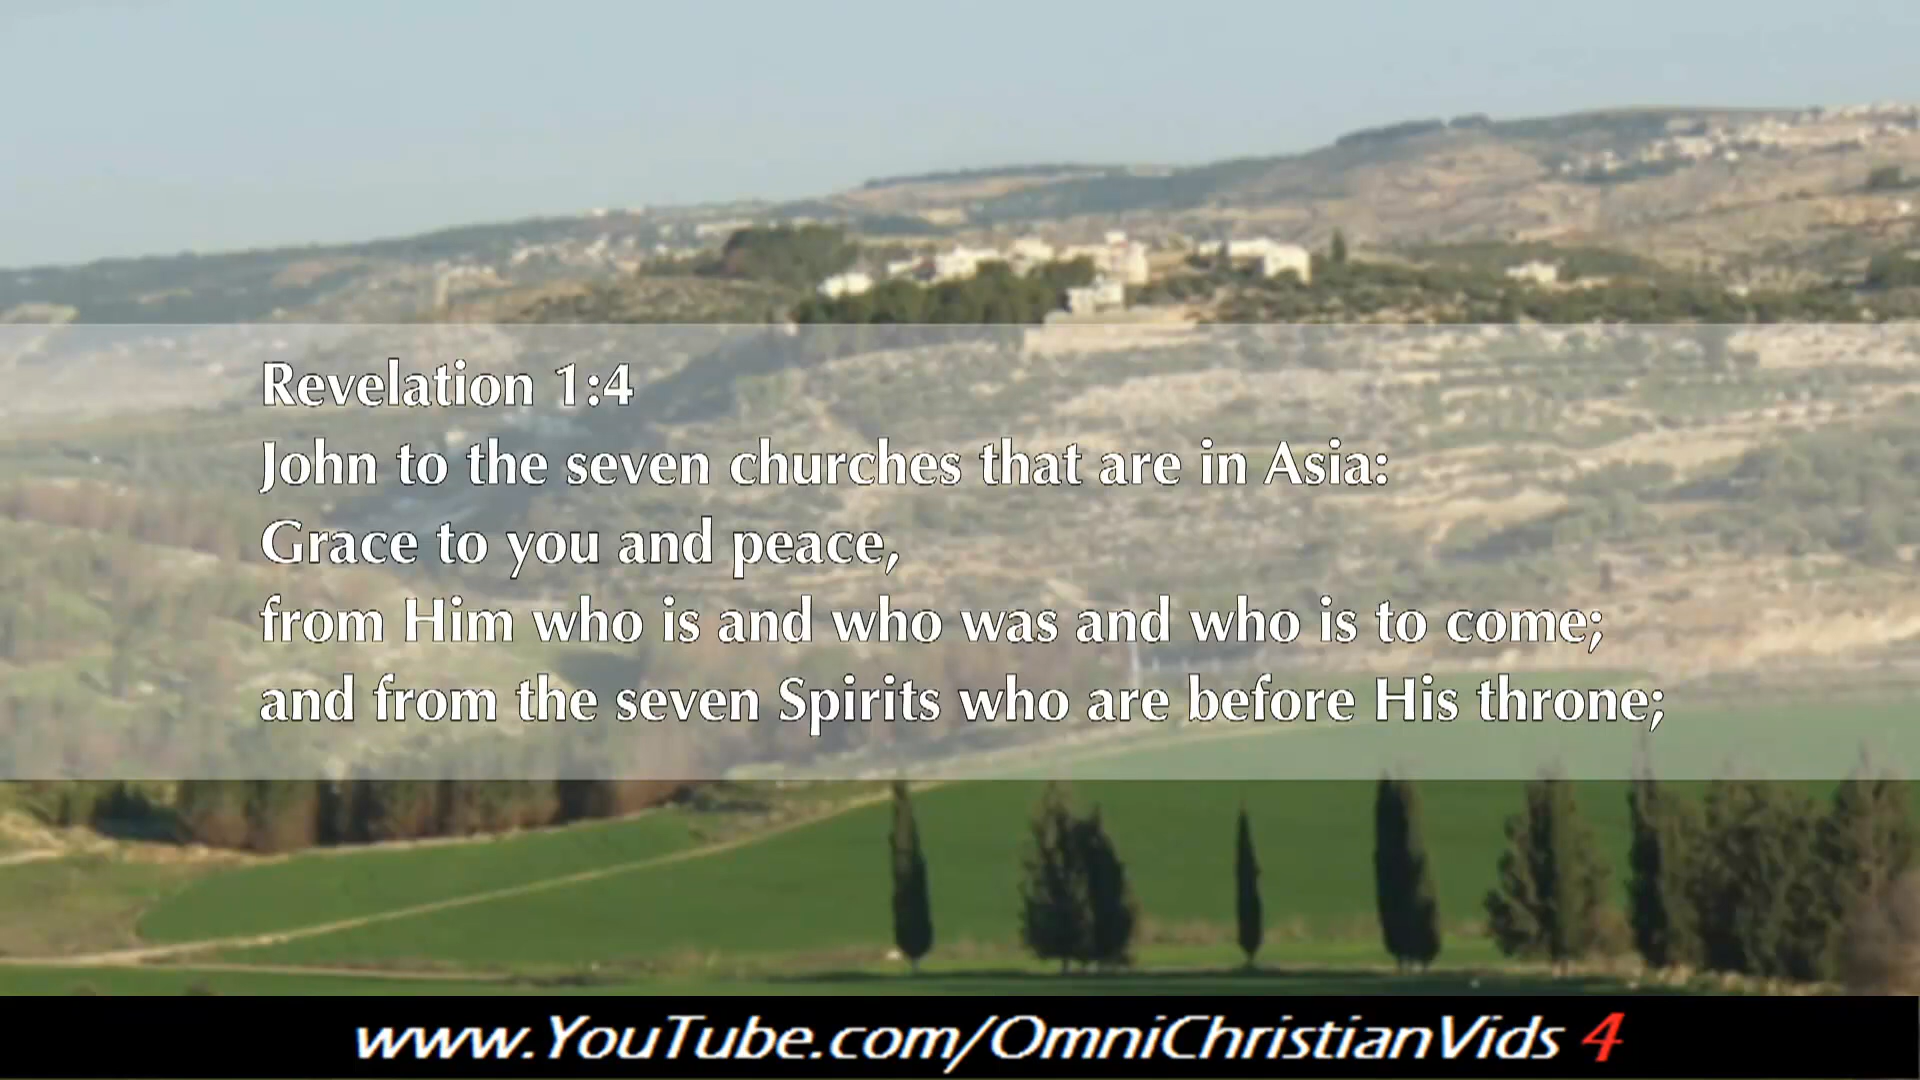 Revelation 1:4
John to the seven churches that are in Asia:
Grace to you and peace,
from Him who is and who was and who is to come;
and from the seven Spirits who are before His throne;
www.YouTube.com/OmniChristianVids 4